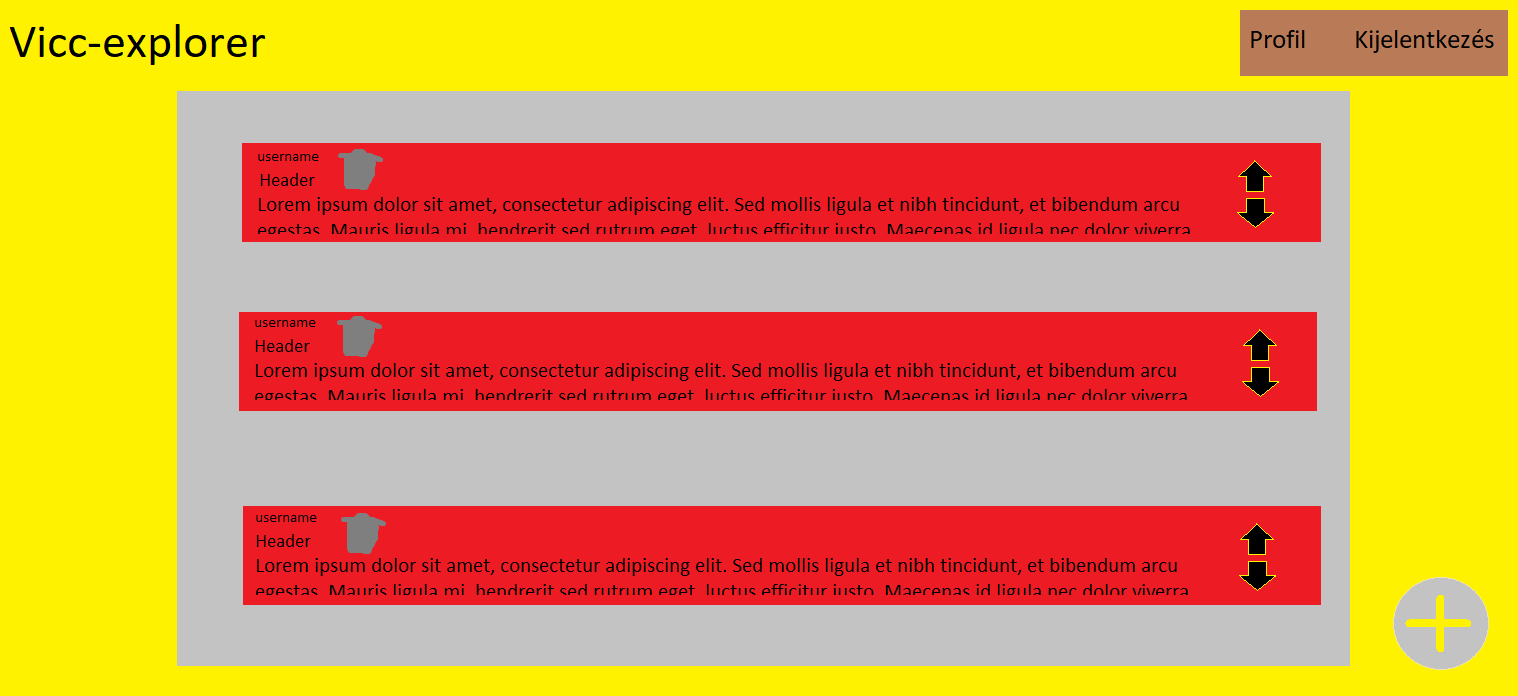 Vicc-explorer
Profil Kijelentkezés
username
Header
Lorem ipsum dolor sit amet, consectetur adipiscing elit. Sed mollis ligula et nibh tincidunt, et bibendum arcu
egestas. Mauris ligula mi, hendrerit sed rutrum eget, luctus efficitur justo. Maecenas id ligula nec dolor viverra
username
Header
Lorem ipsum dolor sit amet, consectetur adipiscing elit. Sed mollis ligula et nibh tincidunt, et bibendum arcu
egestas. Mauris ligula mi, hendrerit sed rutrum eget, luctus efficitur justo. Maecenas id ligula nec dolor viverra
username
Header
Lorem ipsum dolor sit amet, consectetur adipiscing elit. Sed mollis ligula et nibh tincidunt, et bibendum arcu
egestas. Mauris ligula mi, hendrerit sed rutrum eget, luctus efficitur justo. Maecenas id ligula nec dolor viverra